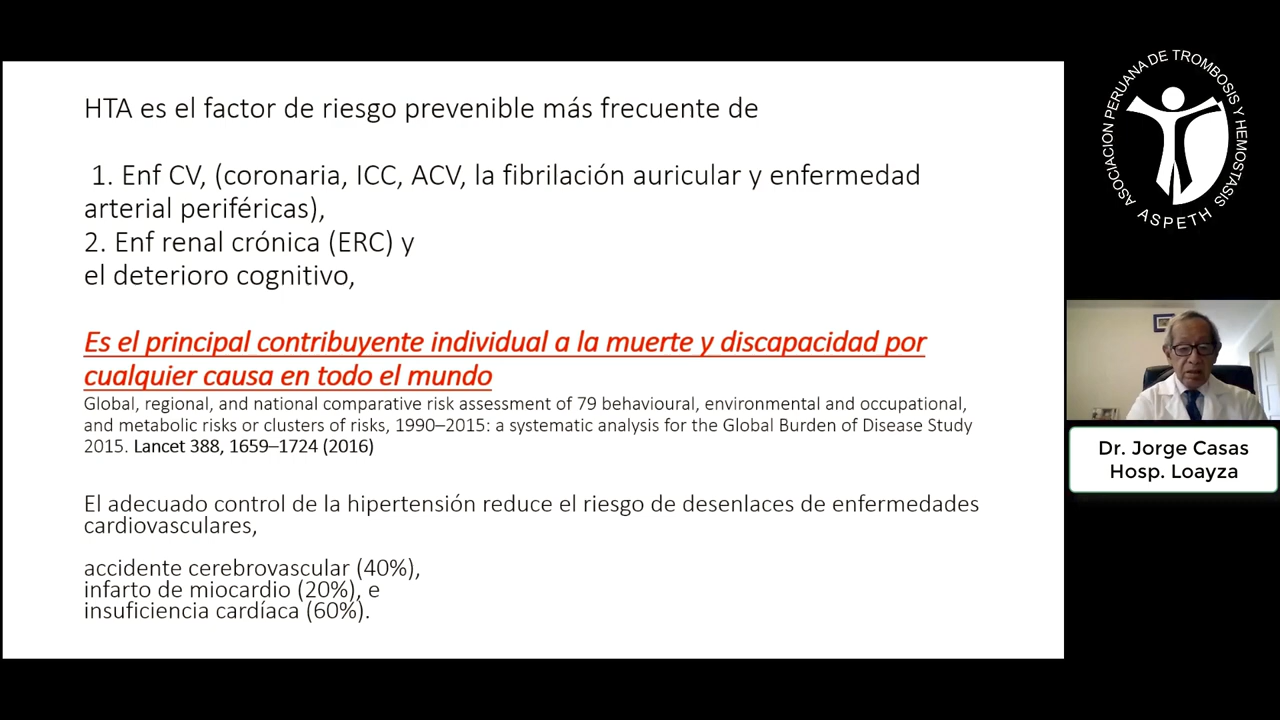 HTA es el factor de riesgo prevenible más frecuente de
1. Enf CV, (coronaria, ICC, ACV, la fibrilación auricular y enfermedad
arterial periféricas),
2. Enf renal crónica (ERC) y
el deterioro cognitivo,
Es el principal contribuyente individual a la muerte y discapacidad por
cualquier causa en todo el mundo
Global, regional, and national comparative risk assessment of 79 behavioural, environmental and occupational,
and metabolic risks or clusters of risks, 1990–2015: a systematic analysis for the Global Burden of Disease Study
2015. Lancet 388, 1659–1724 (2016)
El adecuado control de la hipertensión reduce el riesgo de desenlaces de enfermedades
cardiovasculares,
accidente cerebrovascular (40%),
infarto de miocardio (20%), e
insuficiencia cardíaca (60%).
ASOCIACION PERUANA DE TROMBOSIS Y HEMOSTASIS
ASPETH
Dr. Jorge Casas
Hosp. Loayza